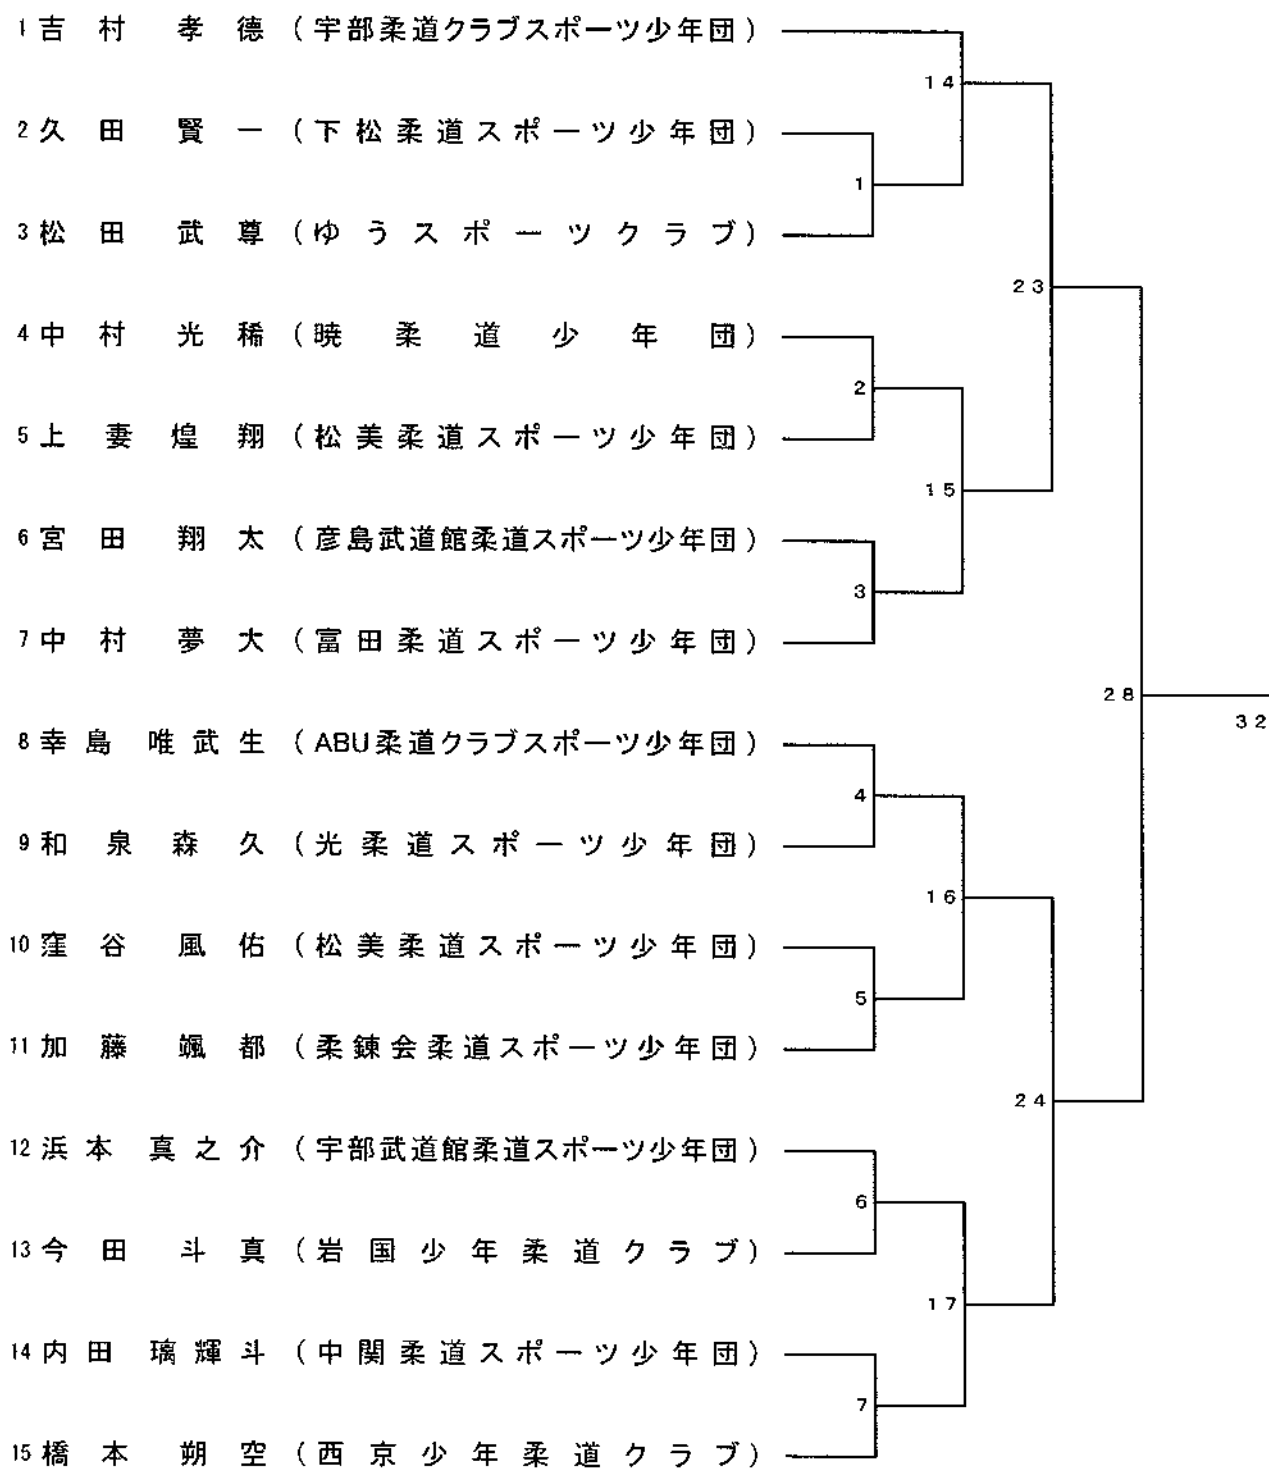 1 吉村 孝徳 (宇部柔道クラブスポーツ少年団)
14
2 久田 賢一 (下松柔道スポーツ少年団)
1
3 松田 武尊 (ゆうスポーツクラブ)
23
4 中村 光稀 (暁柔道少年団)
2
5 上妻 煌翔 (松美柔道スポーツ少年団)
15
6 宮田 翔太 (彦島武道館柔道スポーツ少年団)
3
7 中村 夢大 (富田柔道スポーツ少年団)
28
32
8 幸島 唯武生 (ABU柔道クラブスポーツ少年団)
4
9 和泉 森久 (光柔道スポーツ少年団)
16
10 窪谷 風佑 (松美柔道スポーツ少年団)
5
11 加藤 颯都 (柔錬会柔道スポーツ少年団)
24
12 浜本 真之介 (宇部武道館柔道スポーツ少年団)
6
13 今田 斗真 (岩国少年柔道クラブ)
17
14 内田 璃輝斗 (中関柔道スポーツ少年団)
7
15 橋本 朔空 (西京少年柔道クラブ)